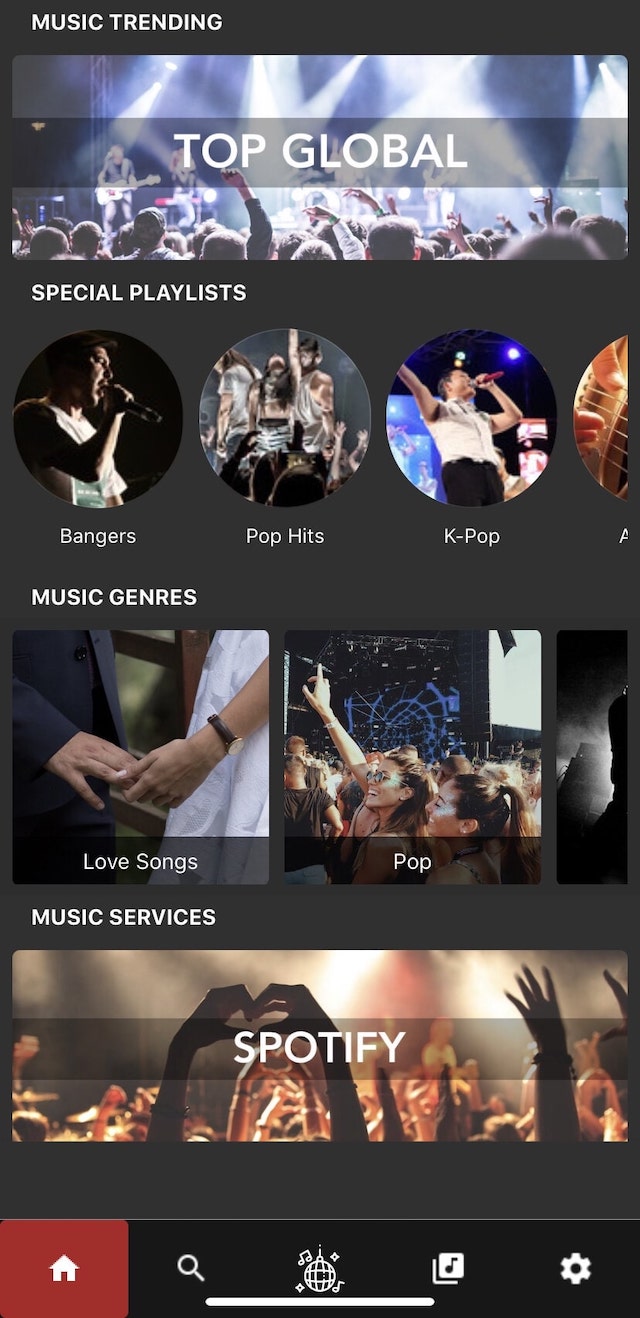 MUSIC TRENDING
TOP GLOBAL
SPECIAL PLAYLISTS
Bangers
Pop Hits
K-Pop
MUSIC GENRES
Love Songs
Pop
MUSIC SERVICES
SPOTIFY